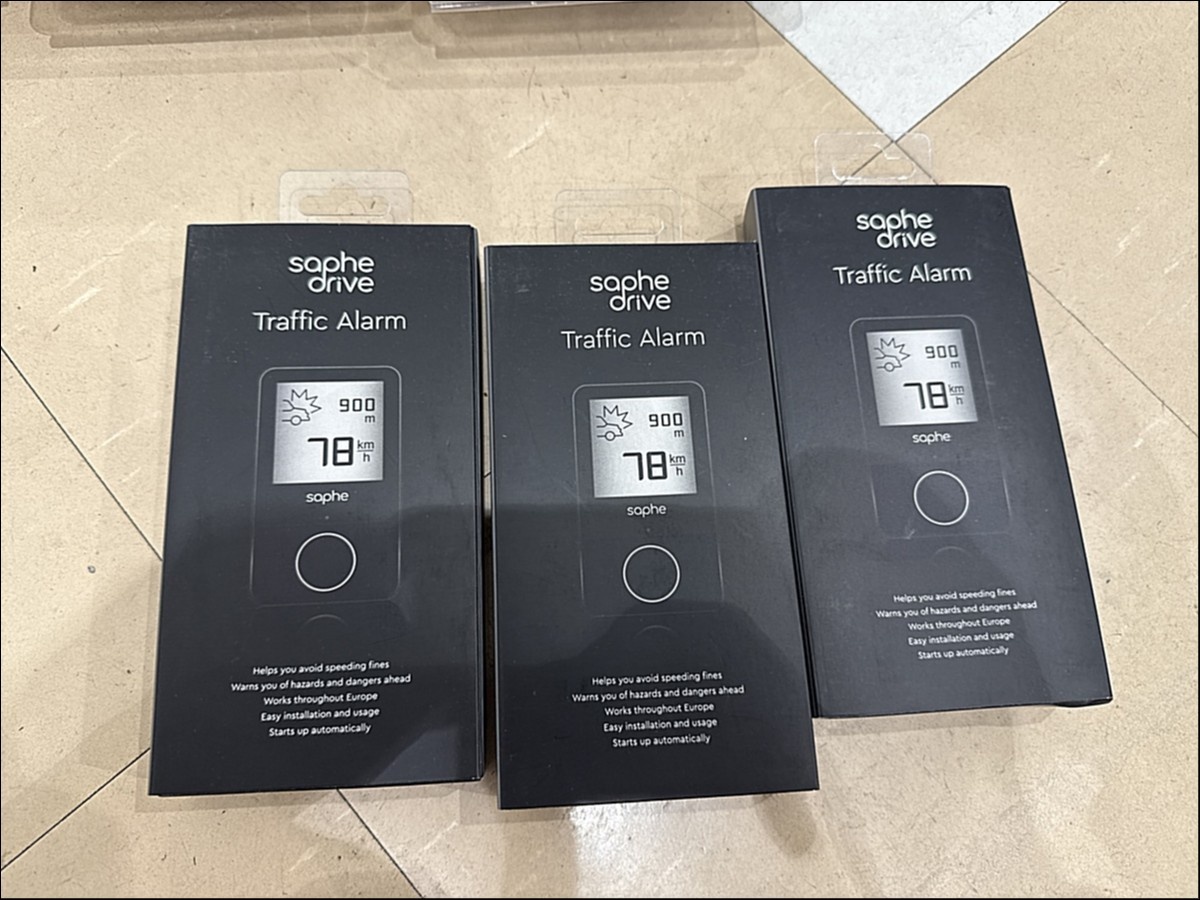 saphe
drive
Traffic Alarm
900
m
78 km/h
saphe
Helps you avoid speeding fines
Warns you of hazards and dangers ahead
Works throughout Europe
Easy installation and usage
Starts up automatically
saphe
drive
Traffic Alarm
900
m
78 km/h
saphe
Helps you avoid speeding fines
Warns you of hazards and dangers ahead
Works throughout Europe
Easy installation and usage
Starts up automatically
saphe
drive
Traffic Alarm
900
m
78 km/h
saphe
Helps you avoid speeding fines
Warns you of hazards and dangers ahead
Works throughout Europe
Easy installation and usage
Starts up automatically